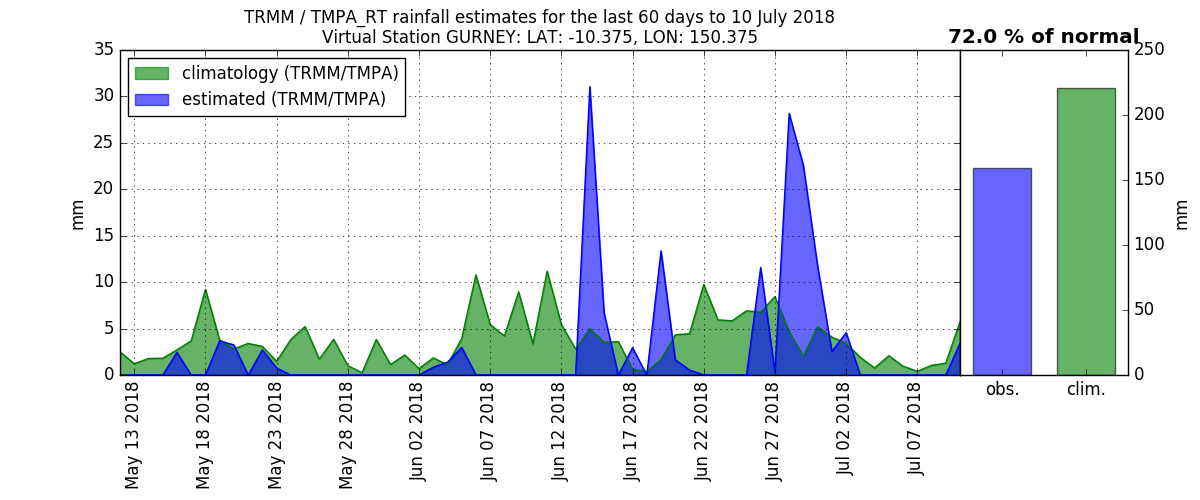 TRMM / TMPA_RT rainfall estimates for the last 60 days to 10 July 2018
Virtual Station GURNEY: LAT: -10.375, LON: 150.375
72.0 % of normal
climatology (TRMM/TMPA)
estimated (TRMM/TMPA)
35
30
25
20
15
10
5
0
mm
May 13 2018
May 18 2018
May 23 2018
May 28 2018
Jun 02 2018
Jun 07 2018
Jun 12 2018
Jun 17 2018
Jun 22 2018
Jun 27 2018
Jul 02 2018
Jul 07 2018
250
200
150
100
50
0
mm
obs.
clim.